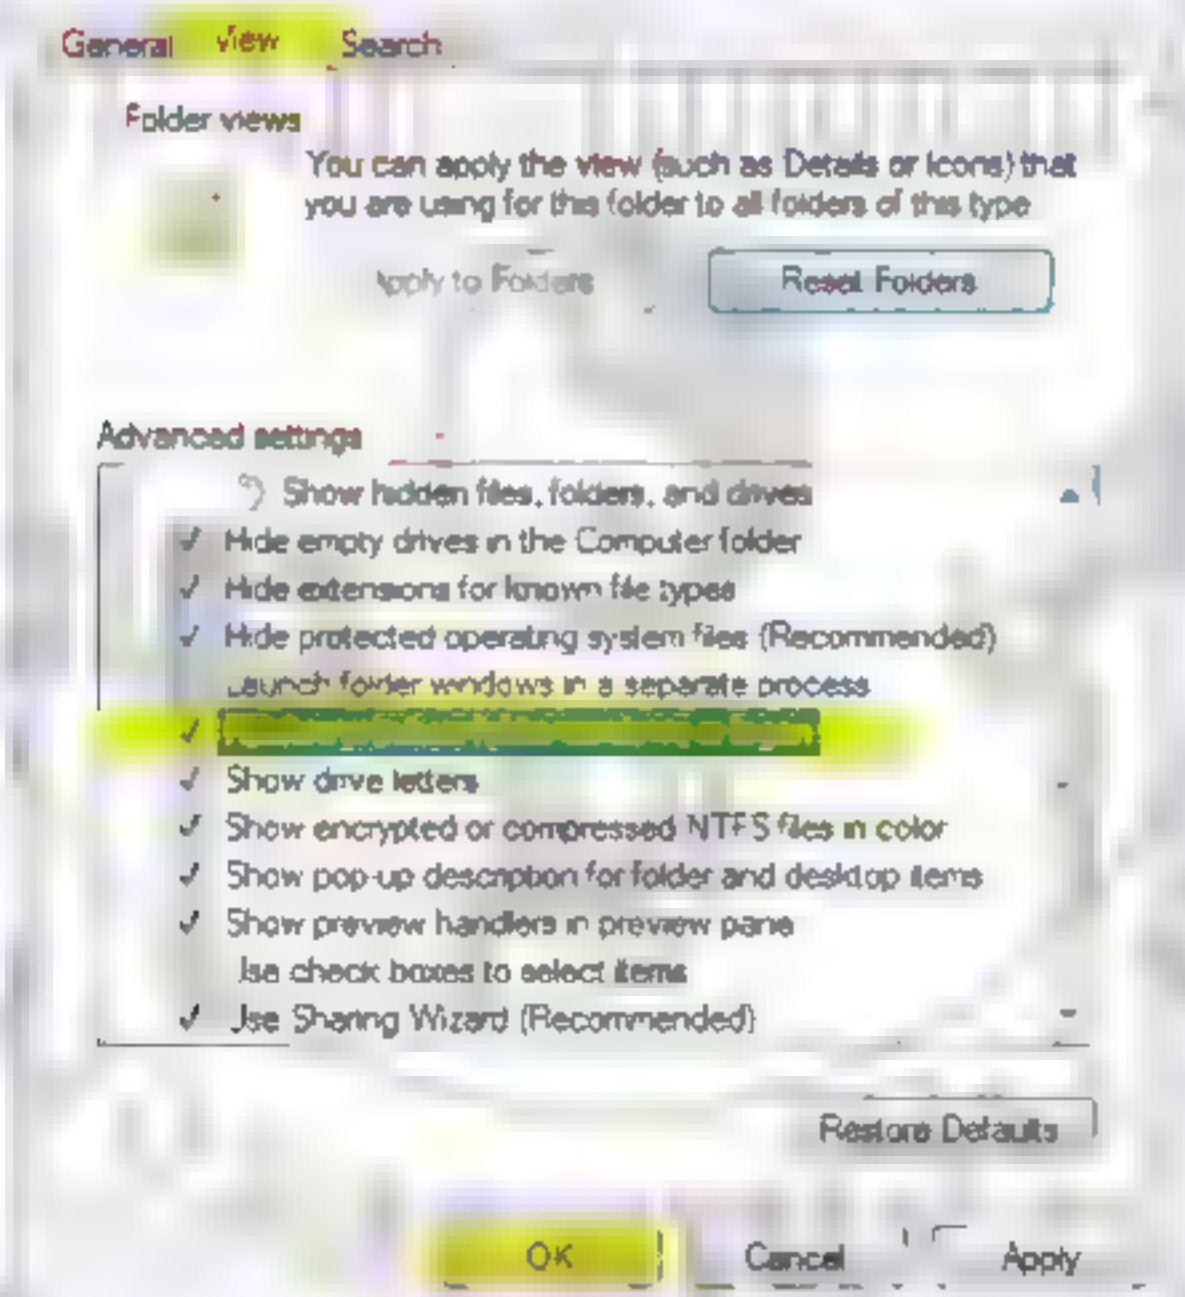 General View Search
Folder views
You can apply the view (such as Details or Icons) that
you are using for this folder to all folders of this type
Apply to Folders Reset Folders
Advanced settings
Show hidden files, folders, and drives
Hide empty drives in the Computer folder
Hide extensions for known file types
Hide protected operating system files (Recommended)
Launch folder windows in a separate process
Show drive letters
Show encrypted or compressed NTFS files in color
Show pop-up description for folder and desktop items
Show preview handlers in preview pane
Use check boxes to select items
Use Sharing Wizard (Recommended)
Restore Defaults
OK Cancel Apply